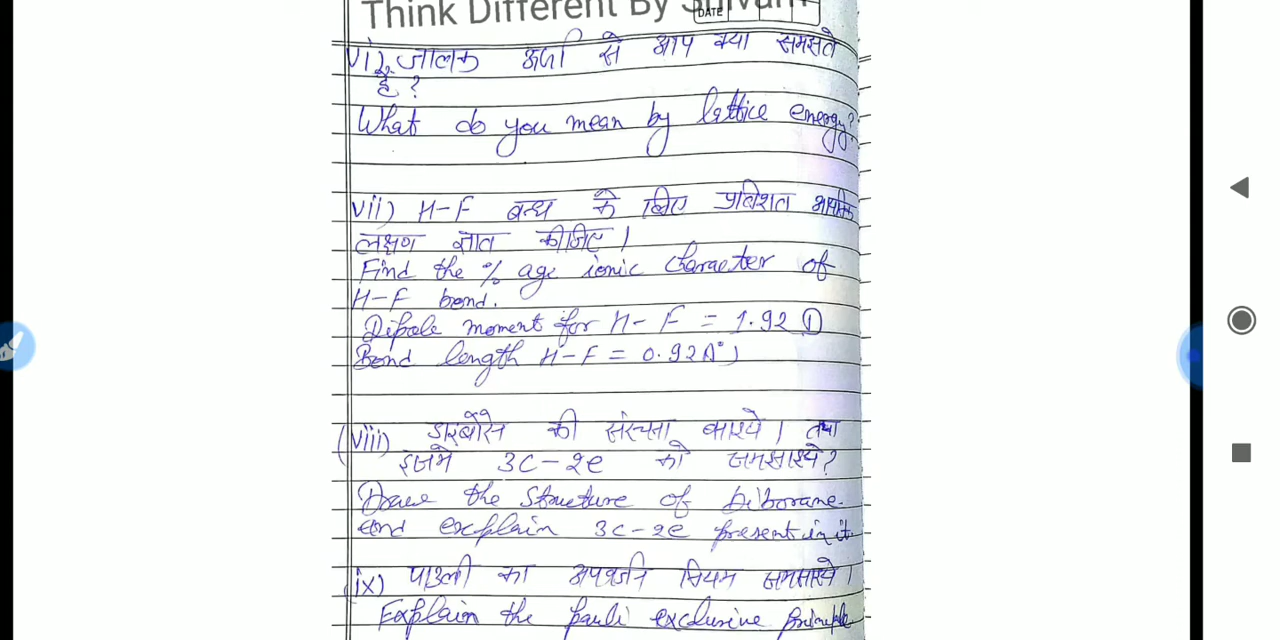 Think Different By Shivam
DATE
vi) जालक ऊर्जा से आप क्या समझते
है ?
What do you mean by lattice energy?
vii) H-F बन्ध के लिए प्रतिशत आयनिक
लक्षण ज्ञात कीजिए ।
Find the % age ionic character of
H-F bond.
Dipole moment for H-F = 1.92 D
Bond length H-F = 0.92A°)
(viii) डाइबोरेन की संरचना बनाइये । तथा
इसमे 3C-2e को समझाइये?
Draw the structure of Diborane
and explain 3C-2e present in it.
ix) पाउली का अपवर्जन नियम समझाइये ।
Explain the Pauli exclusive principle